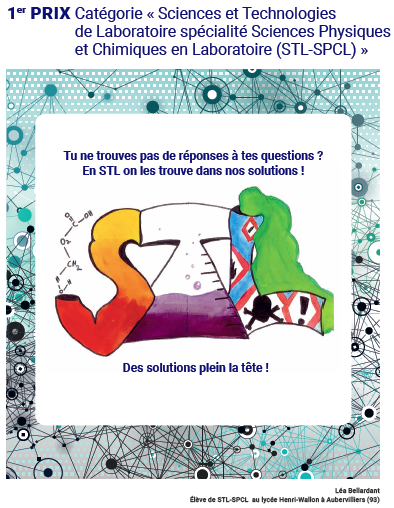 1er PRIX Catégorie « Sciences et Technologies
de Laboratoire spécialité Sciences Physiques
et Chimiques en Laboratoire (STL-SPCL) »
Tu ne trouves pas de réponses à tes questions ?
En STL on les trouve dans nos solutions !
STL
Des solutions plein la tête !
Léa Bellardant
Élève de STL-SPCL au lycée Henri-Wallon à Aubervilliers (93)